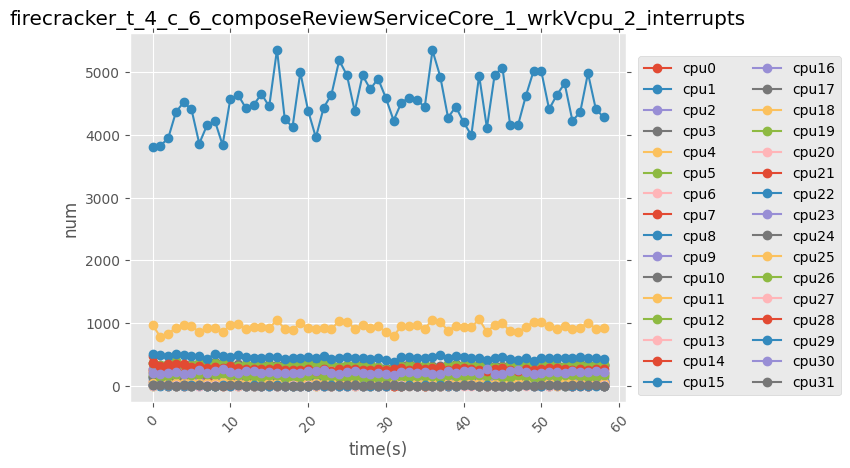 firecracker_t_4_c_6_composeReviewServiceCore_1_wrkVcpu_2_interrupts
num
5000
4000
3000
2000
1000
0
0
10
20
30
40
50
60
time(s)
cpu0
cpu1
cpu2
cpu3
cpu4
cpu5
cpu6
cpu7
cpu8
cpu9
cpu10
cpu11
cpu12
cpu13
cpu14
cpu15
cpu16
cpu17
cpu18
cpu19
cpu20
cpu21
cpu22
cpu23
cpu24
cpu25
cpu26
cpu27
cpu28
cpu29
cpu30
cpu31